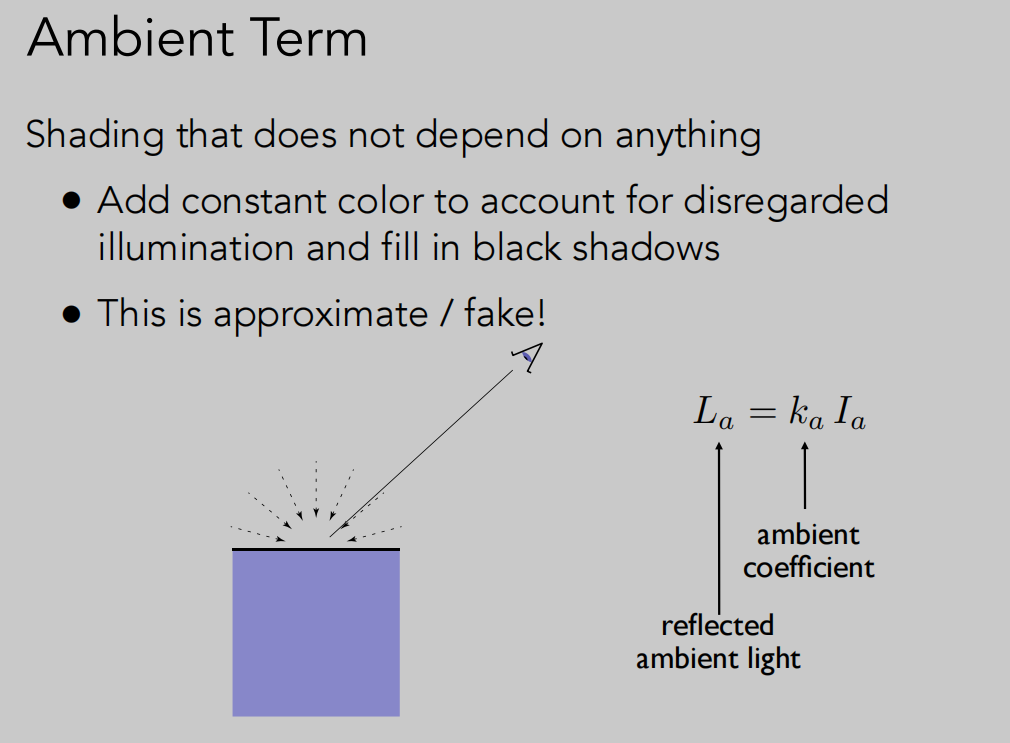 Ambient Term
Shading that does not depend on anything
● Add constant color to account for disregarded
illumination and fill in black shadows
● This is approximate / fake!
L_a = k_a I_a
ambient
coefficient
reflected
ambient light